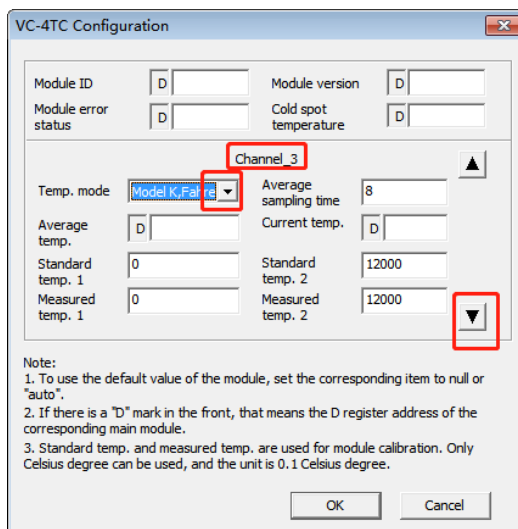 VC-4TC Configuration
Module ID D Module version D
Module error status D Cold spot temperature D
Channel_3
Temp. mode Model K,Fahre Average sampling time 8
Average temp. D Current temp. D
Standard temp. 1 0 Standard temp. 2 12000
Measured temp. 1 0 Measured temp. 2 12000
Note:
1. To use the default value of the module, set the corresponding item to null or
"auto".
2. If there is a "D" mark in the front, that means the D register address of the
corresponding main module.
3. Standard temp. and measured temp. are used for module calibration. Only
Celsius degree can be used, and the unit is 0.1 Celsius degree.
OK Cancel